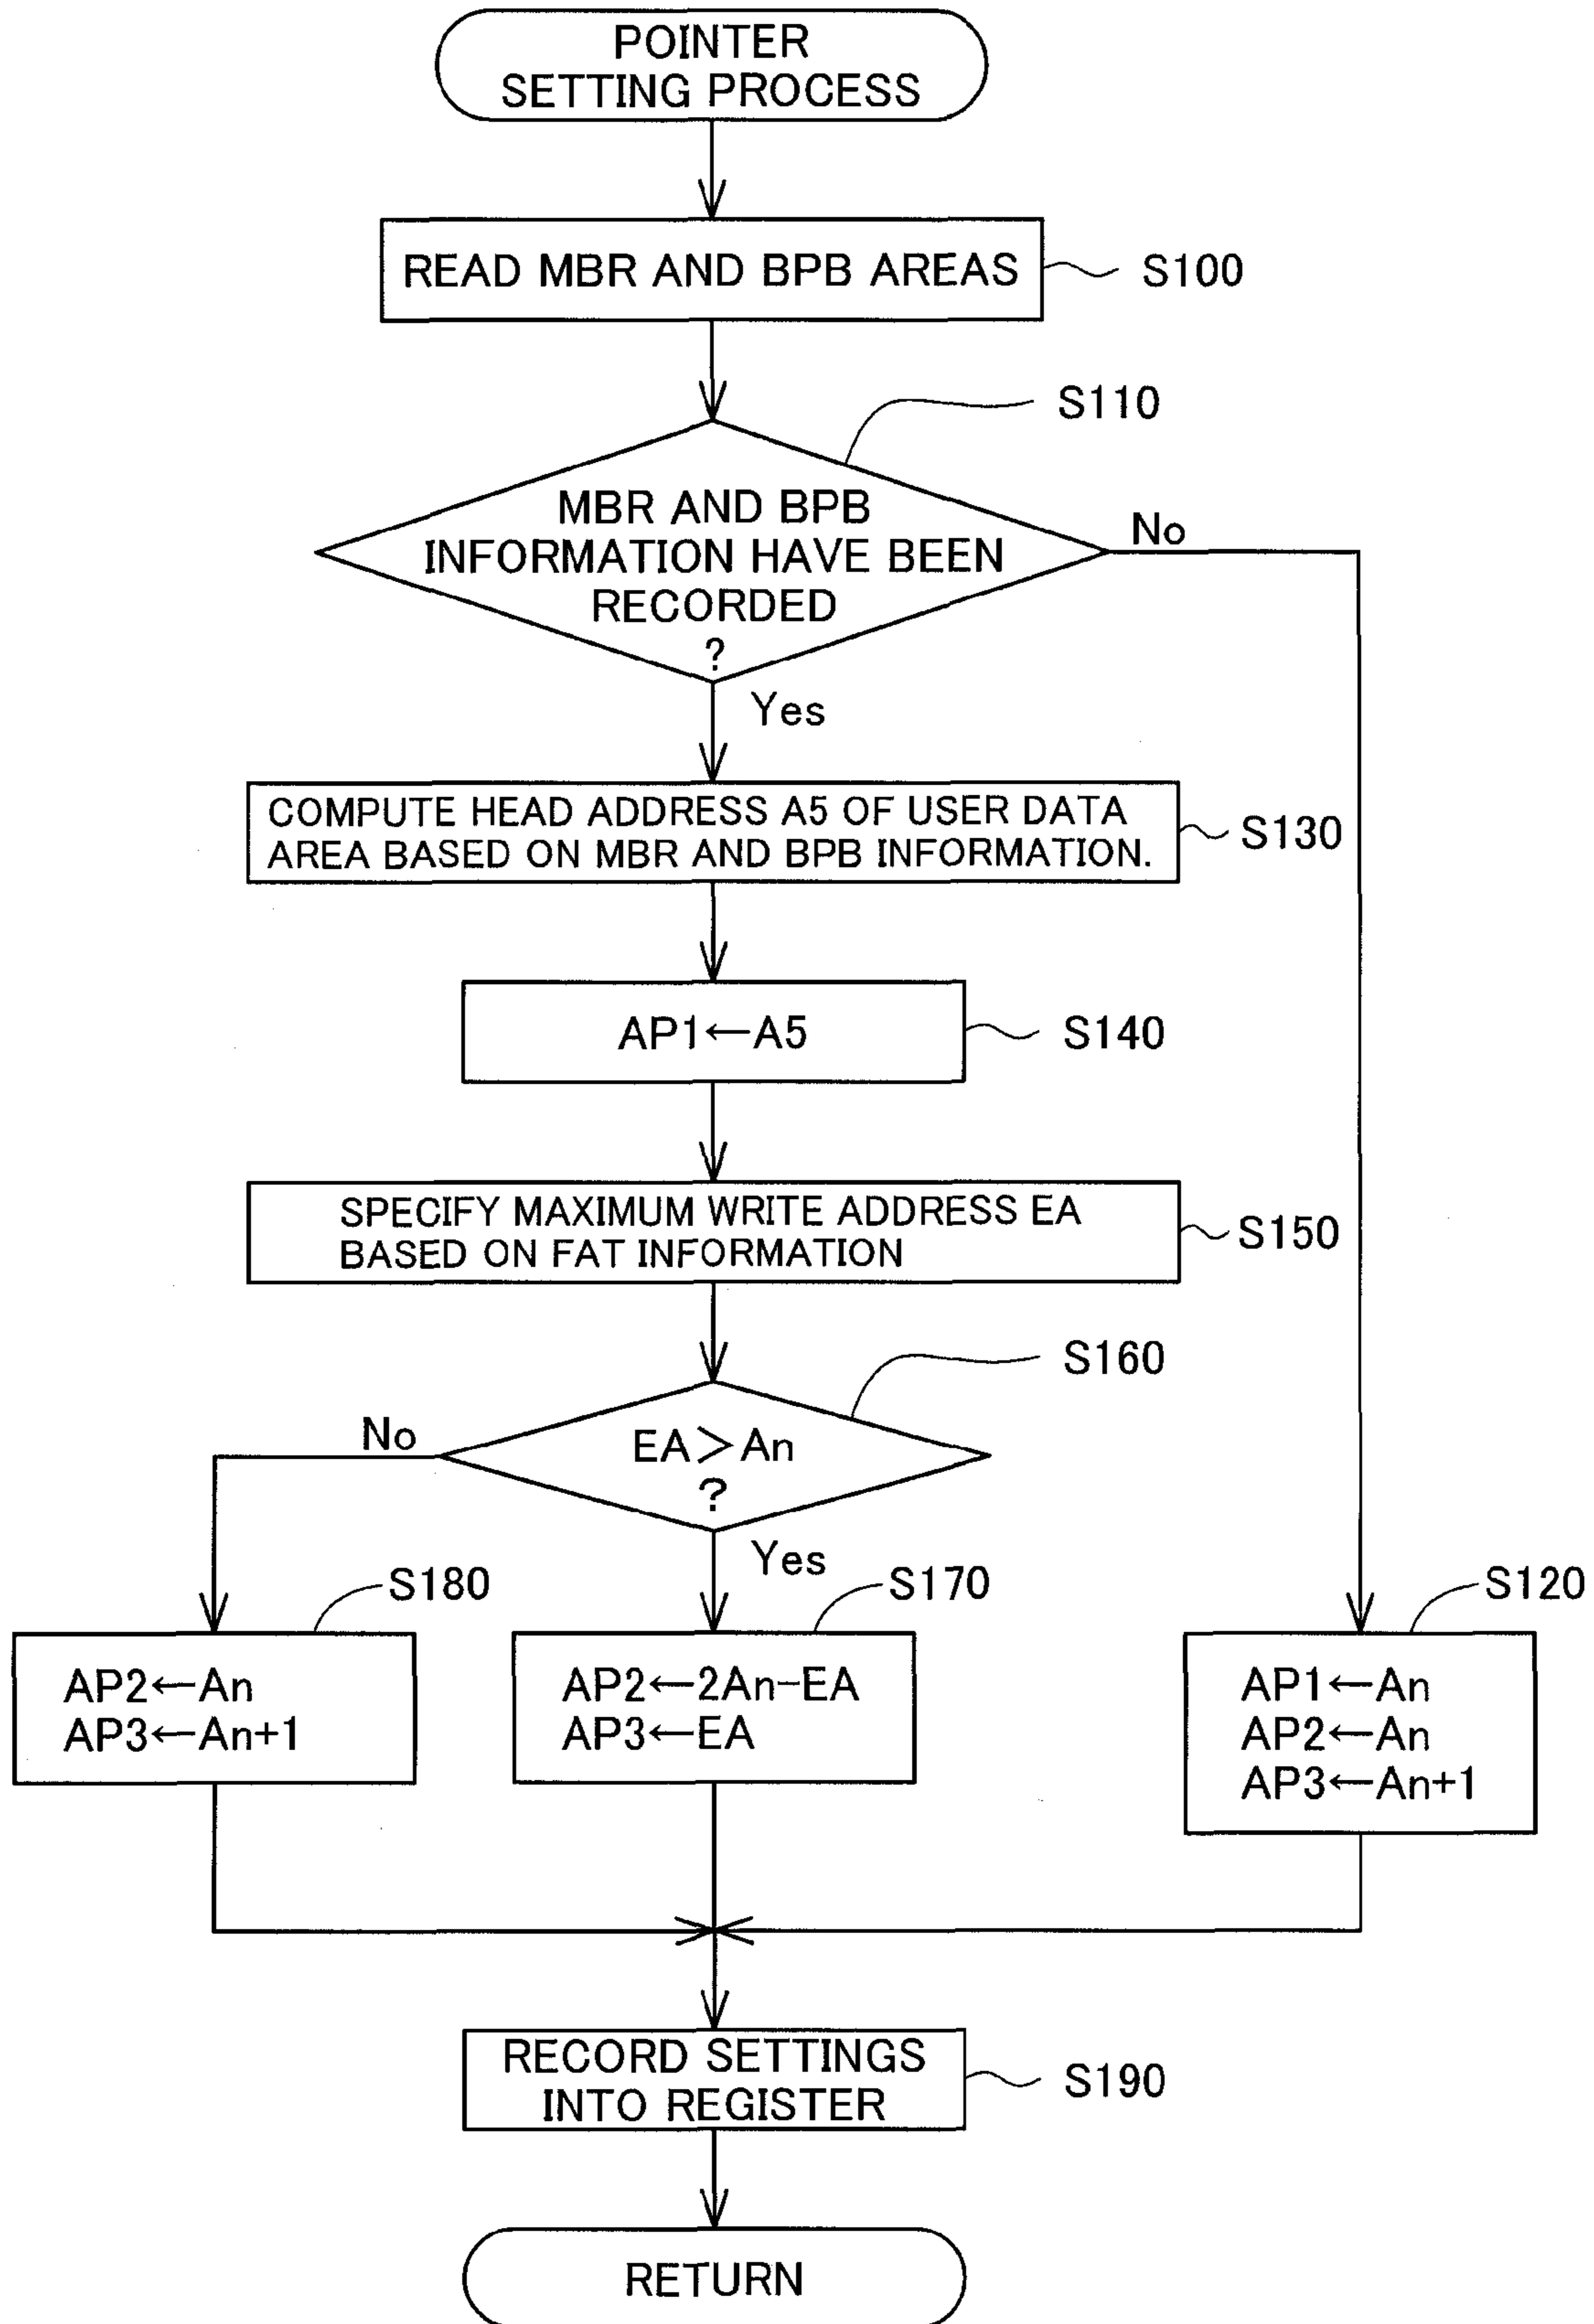 POINTER
SETTING PROCESS
READ MBR AND BPB AREAS
S100
S110
MBR AND BPB
INFORMATION HAVE BEEN
RECORDED
?
No
Yes
COMPUTE HEAD ADDRESS A5 OF USER DATA
AREA BASED ON MBR AND BPB INFORMATION.
S130
AP1←A5
S140
SPECIFY MAXIMUM WRITE ADDRESS EA
BASED ON FAT INFORMATION
S150
S160
EA>An
?
No
Yes
S180
AP2←An
AP3←An+1
S170
AP2←2An-EA
AP3←EA
S120
AP1←An
AP2←An
AP3←An+1
RECORD SETTINGS
INTO REGISTER
S190
RETURN